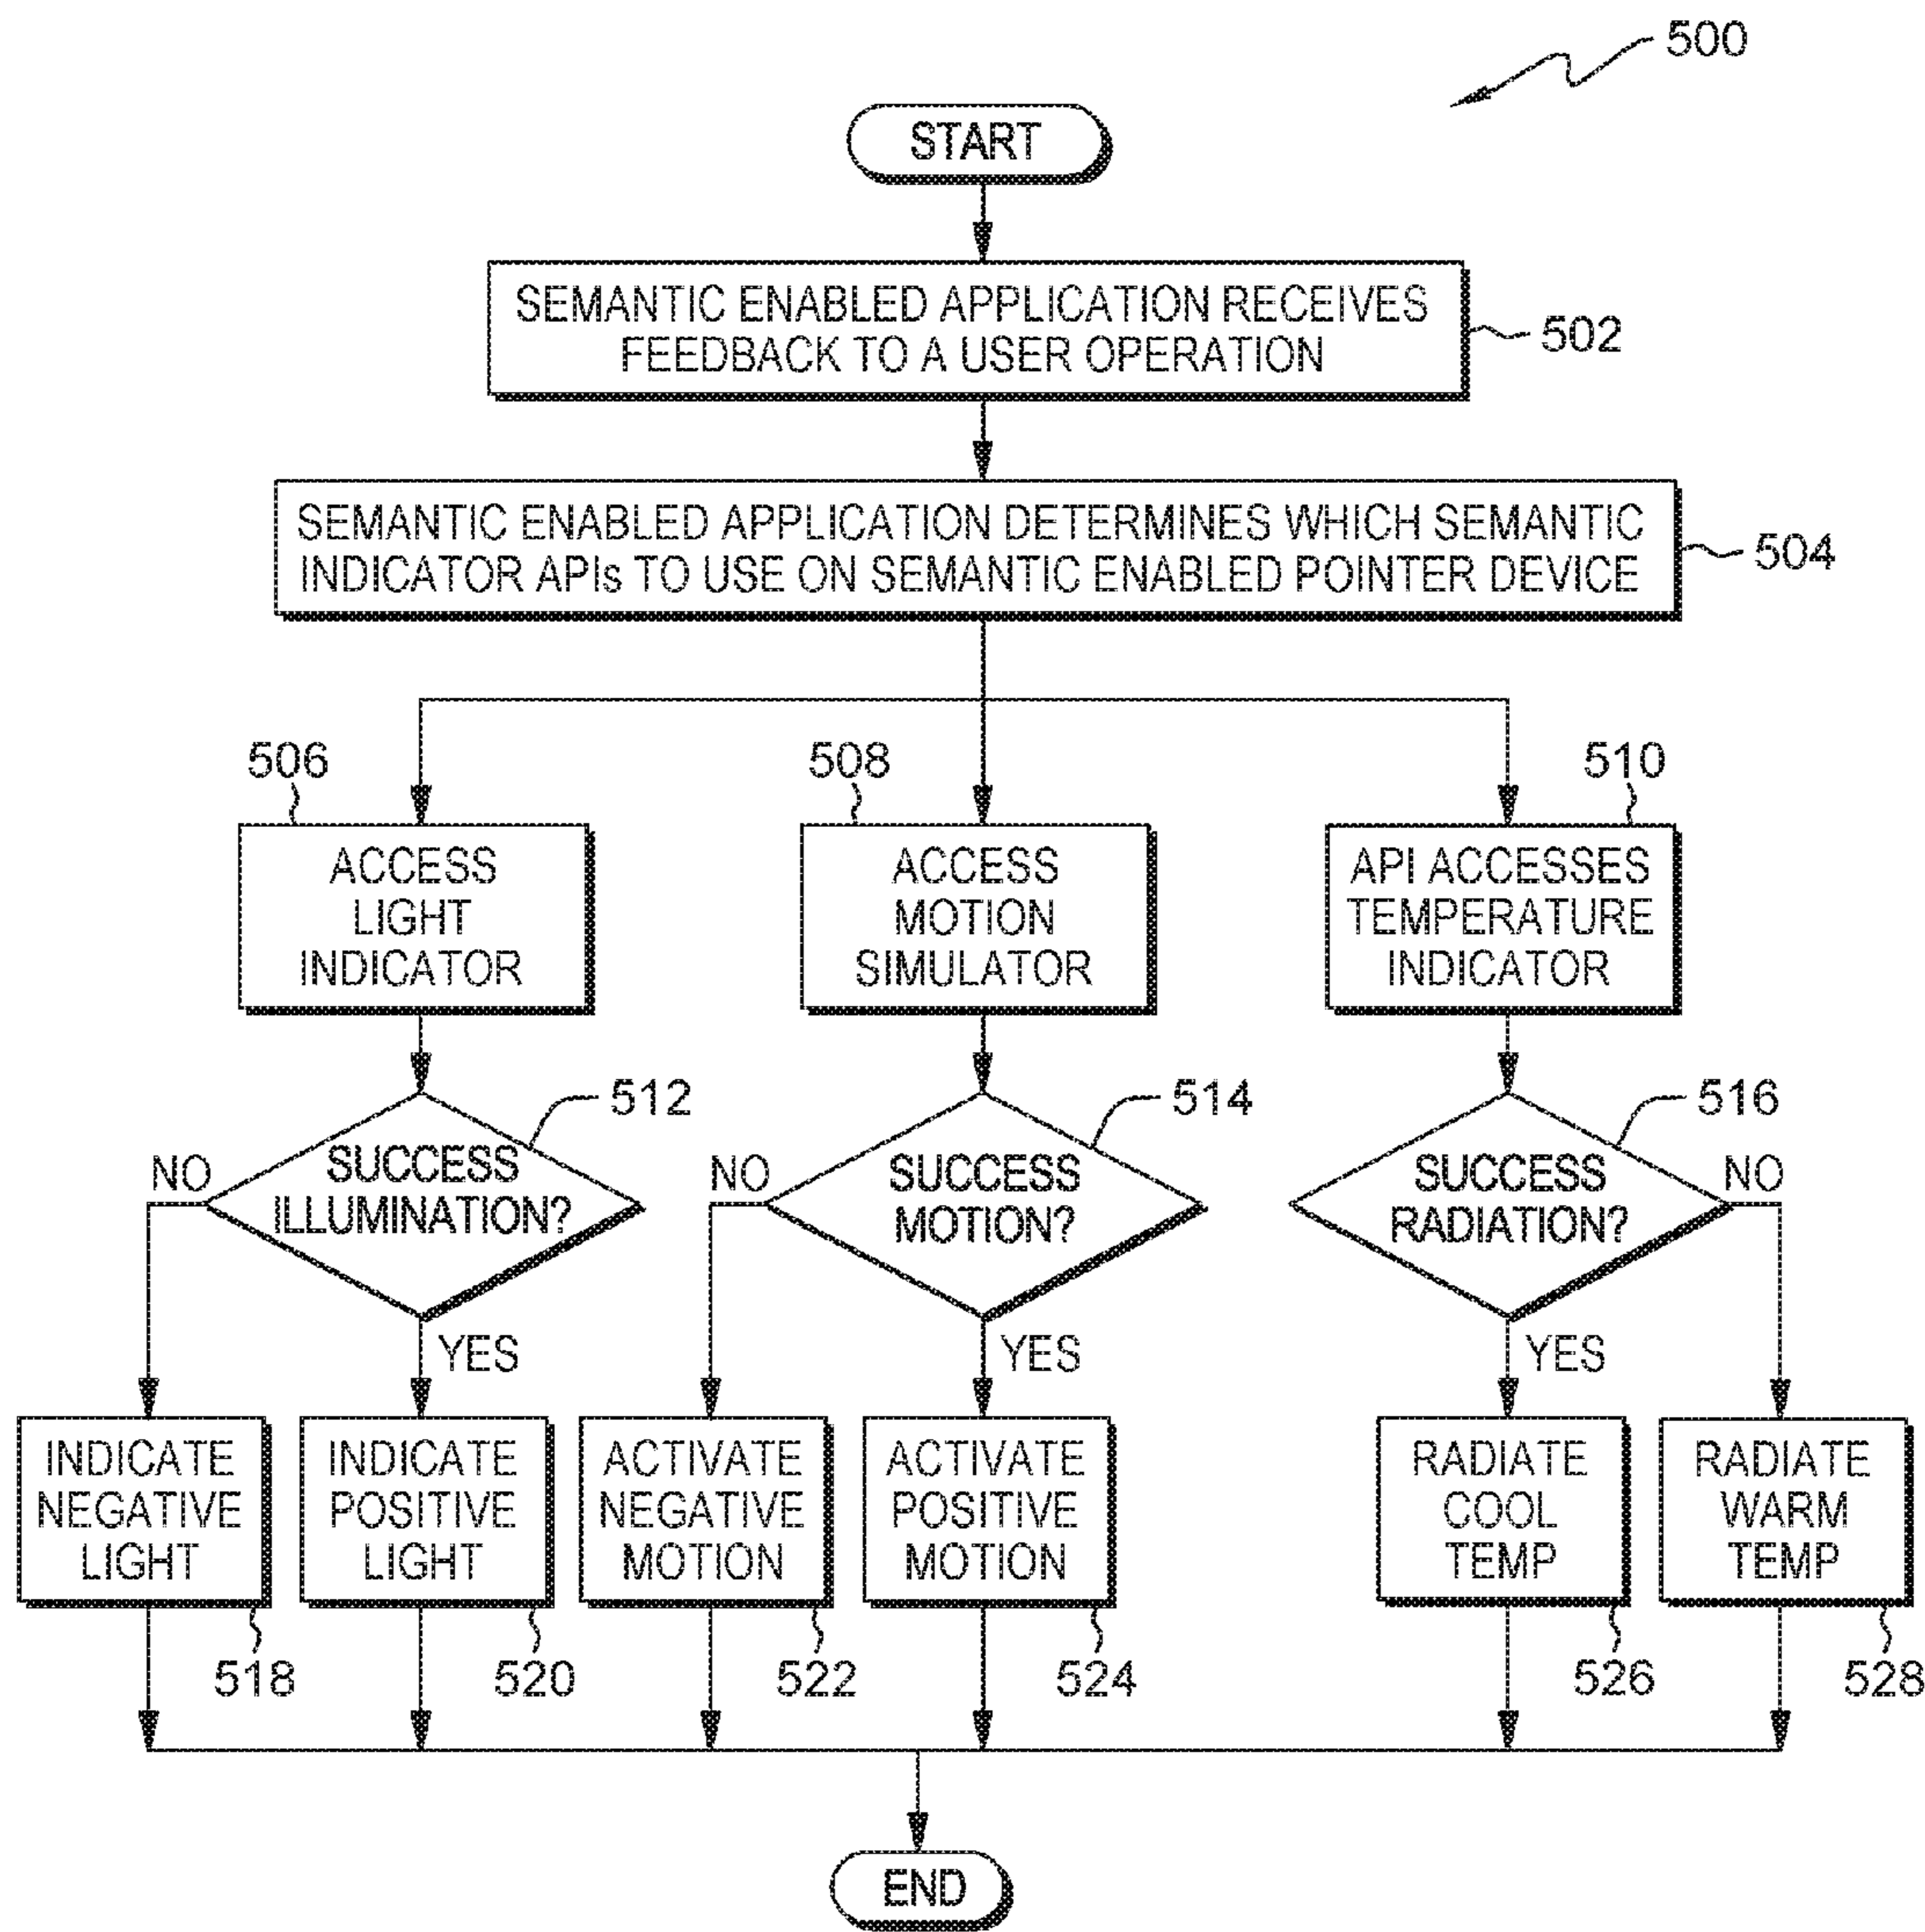 500
START
SEMANTIC ENABLED APPLICATION RECEIVES
FEEDBACK TO A USER OPERATION
502
SEMANTIC ENABLED APPLICATION DETERMINES WHICH SEMANTIC
INDICATOR APIs TO USE ON SEMANTIC ENABLED POINTER DEVICE
504
506
ACCESS
LIGHT
INDICATOR
508
ACCESS
MOTION
SIMULATOR
510
API ACCESSES
TEMPERATURE
INDICATOR
512
SUCCESS
ILLUMINATION?
NO
YES
514
SUCCESS
MOTION?
NO
YES
516
SUCCESS
RADIATION?
NO
YES
INDICATE
NEGATIVE
LIGHT
518
INDICATE
POSITIVE
LIGHT
520
ACTIVATE
NEGATIVE
MOTION
522
ACTIVATE
POSITIVE
MOTION
524
RADIATE
COOL
TEMP
526
RADIATE
WARM
TEMP
528
END